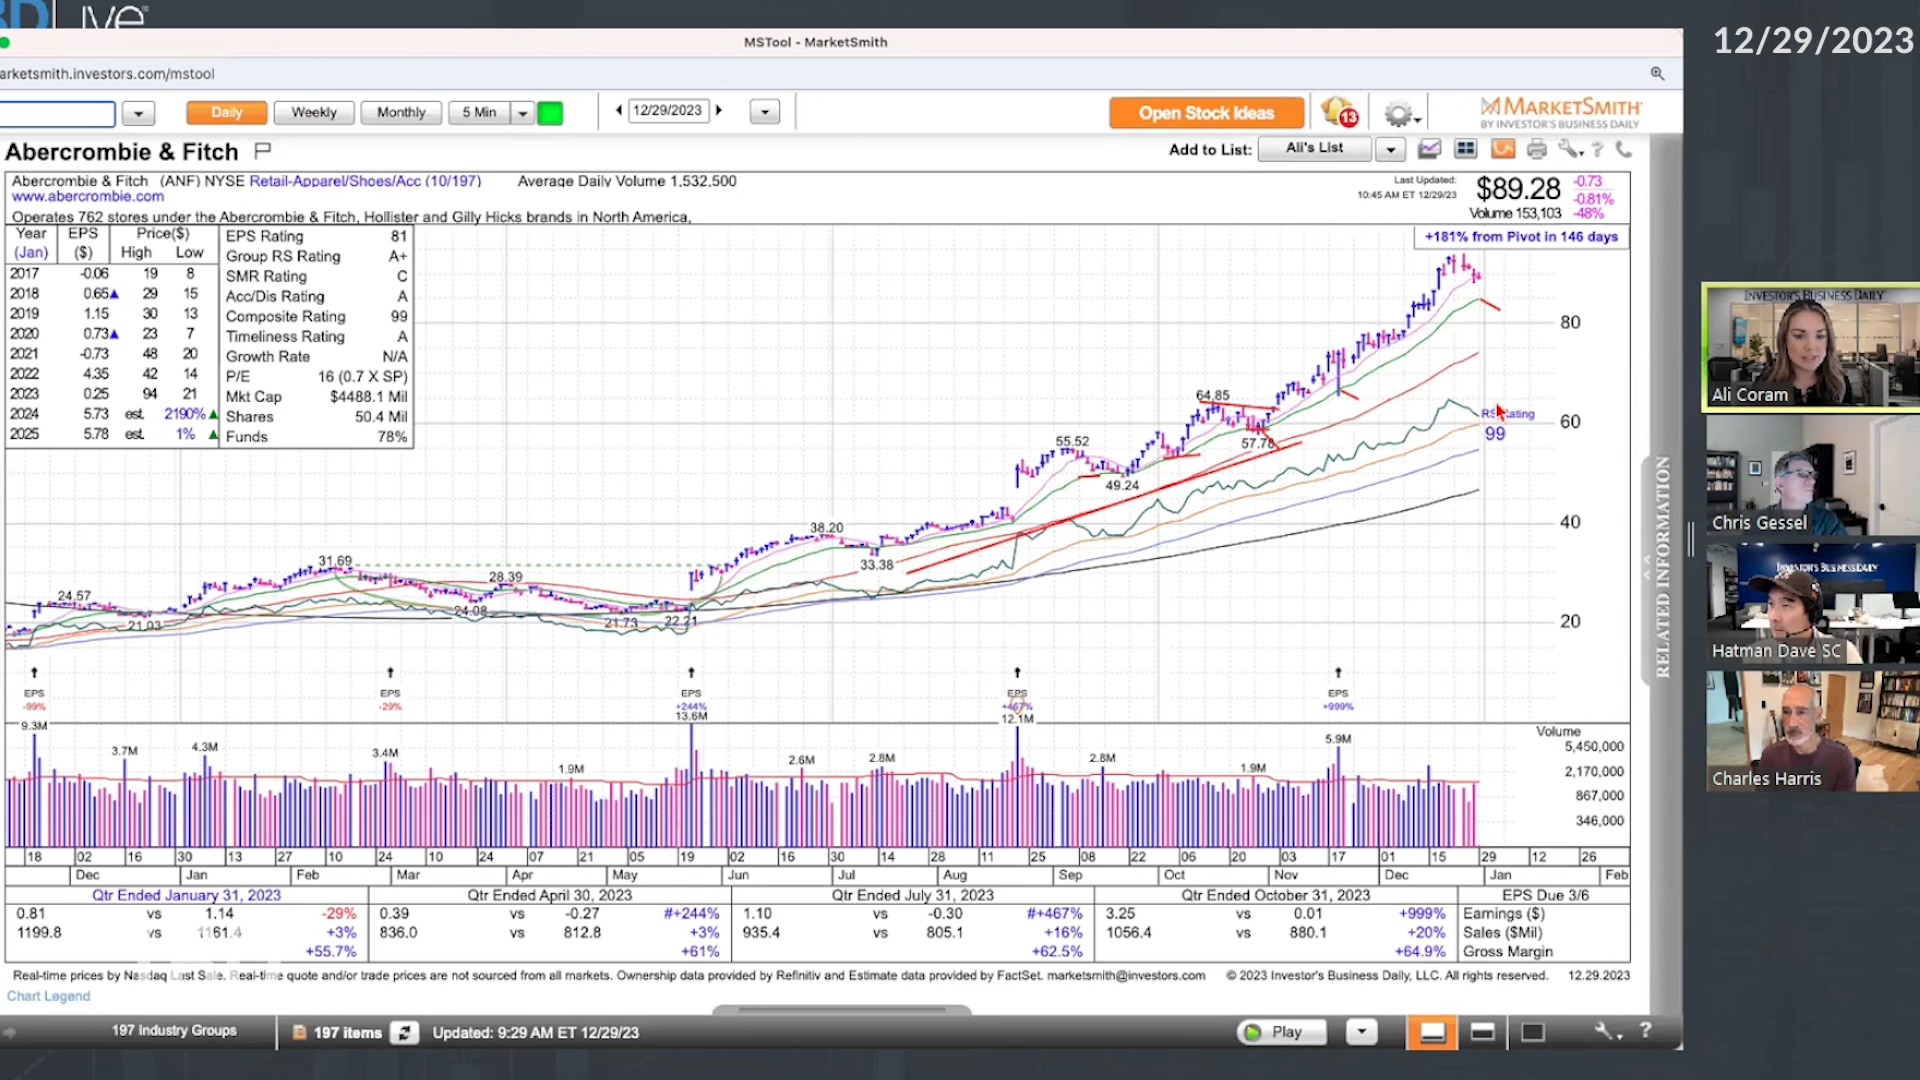 12/29/2023
MSTool - MarketSmith
arketsmith.investors.com/mstool
Daily Weekly Monthly 5 Min 12/29/2023 Open Stock Ideas 13 MARKETSMITH
BY INVESTOR'S BUSINESS DAILY
Abercrombie & Fitch Add to List: Ali's List
Abercrombie & Fitch (ANF) NYSE Retail-Apparel/Shoes/Acc (10/197) Average Daily Volume 1,532,500
www.abercrombie.com
Operates 762 stores under the Abercrombie & Fitch, Hollister and Gilly Hicks brands in North America,
Last Updated:
10:45 AM ET 12/29/23
$89.28 -0.73
-0.81%
Volume 153,103 -48%
+181% from Pivot in 146 days
Year EPS Price($)
(Jan) ($) High Low
2017 -0.06 19 8
2018 0.65▲ 29 15
2019 1.15 30 13
2020 0.73▲ 23 7
2021 -0.73 48 20
2022 4.35 42 14
2023 0.25 94 21
2024 5.73 est. 2190% ▲
2025 5.78 est. 1% ▲
EPS Rating 81
Group RS Rating A+
SMR Rating C
Acc/Dis Rating A
Composite Rating 99
Timeliness Rating A
Growth Rate N/A
P/E 16 (0.7 X SP)
Mkt Cap $4488.1 Mil
Shares 50.4 Mil
Funds 78%
80
60
40
20
64.85
57.78
55.52
49.24
38.20
33.38
31.69
28.39
24.57
24.08
21.03
21.73
22.21
99
EPS EPS EPS EPS EPS
-99% -29% +244% +467% +999%
9.3M 3.7M 4.3M 3.4M 1.9M 13.6M 2.6M 2.8M 12.1M 2.8M 1.9M 5.9M
Volume
5,450,000
2,170,000
867,000
346,000
18 02 16 30 13 27 10 24 10 24 07 21 05 19 02 16 30 14 28 11 25 08 22 06 20 03 17 01 15 29 12 26
Dec Jan Feb Mar Apr May Jun Jul Aug Sep Oct Nov Dec Jan Feb
Qtr Ended January 31, 2023 Qtr Ended April 30, 2023 Qtr Ended July 31, 2023 Qtr Ended October 31, 2023 EPS Due 3/6
0.81 vs 1.14 -29% 0.39 vs -0.27 #+244% 1.10 vs -0.30 #+467% 3.25 vs 0.01 +999% Earnings ($)
1199.8 vs 1161.4 +3% 836.0 vs 812.8 +3% 935.4 vs 805.1 +16% 1056.4 vs 880.1 +20% Sales ($Mil)
+55.7% +61% +62.5% +64.9% Gross Margin
Real-time prices by Nasdaq Last Sale. Real-time quote and/or trade prices are not sourced from all markets. Ownership data provided by Refinitiv and Estimate data provided by FactSet. marketsmith@investors.com © 2023 Investor's Business Daily, LLC. All rights reserved. 12.29.2023
Chart Legend
197 Industry Groups 197 items Updated: 9:29 AM ET 12/29/23 Play ?
RELATED INFORMATION
INVESTOR'S BUSINESS DAILY
Ali Coram
Chris Gessel
INVESTOR'S BUSINESS DAILY
Hatman Dave SC
Charles Harris